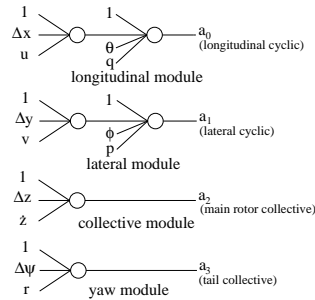 1 1
Δx a₀
(longitudinal cyclic)
u θ
q
longitudinal module
1 1
Δy a₁
(lateral cyclic)
v ϕ
p
lateral module
1
Δz a₂
(main rotor collective)
ż collective module
1
Δψ a₃
(tail collective)
r yaw module